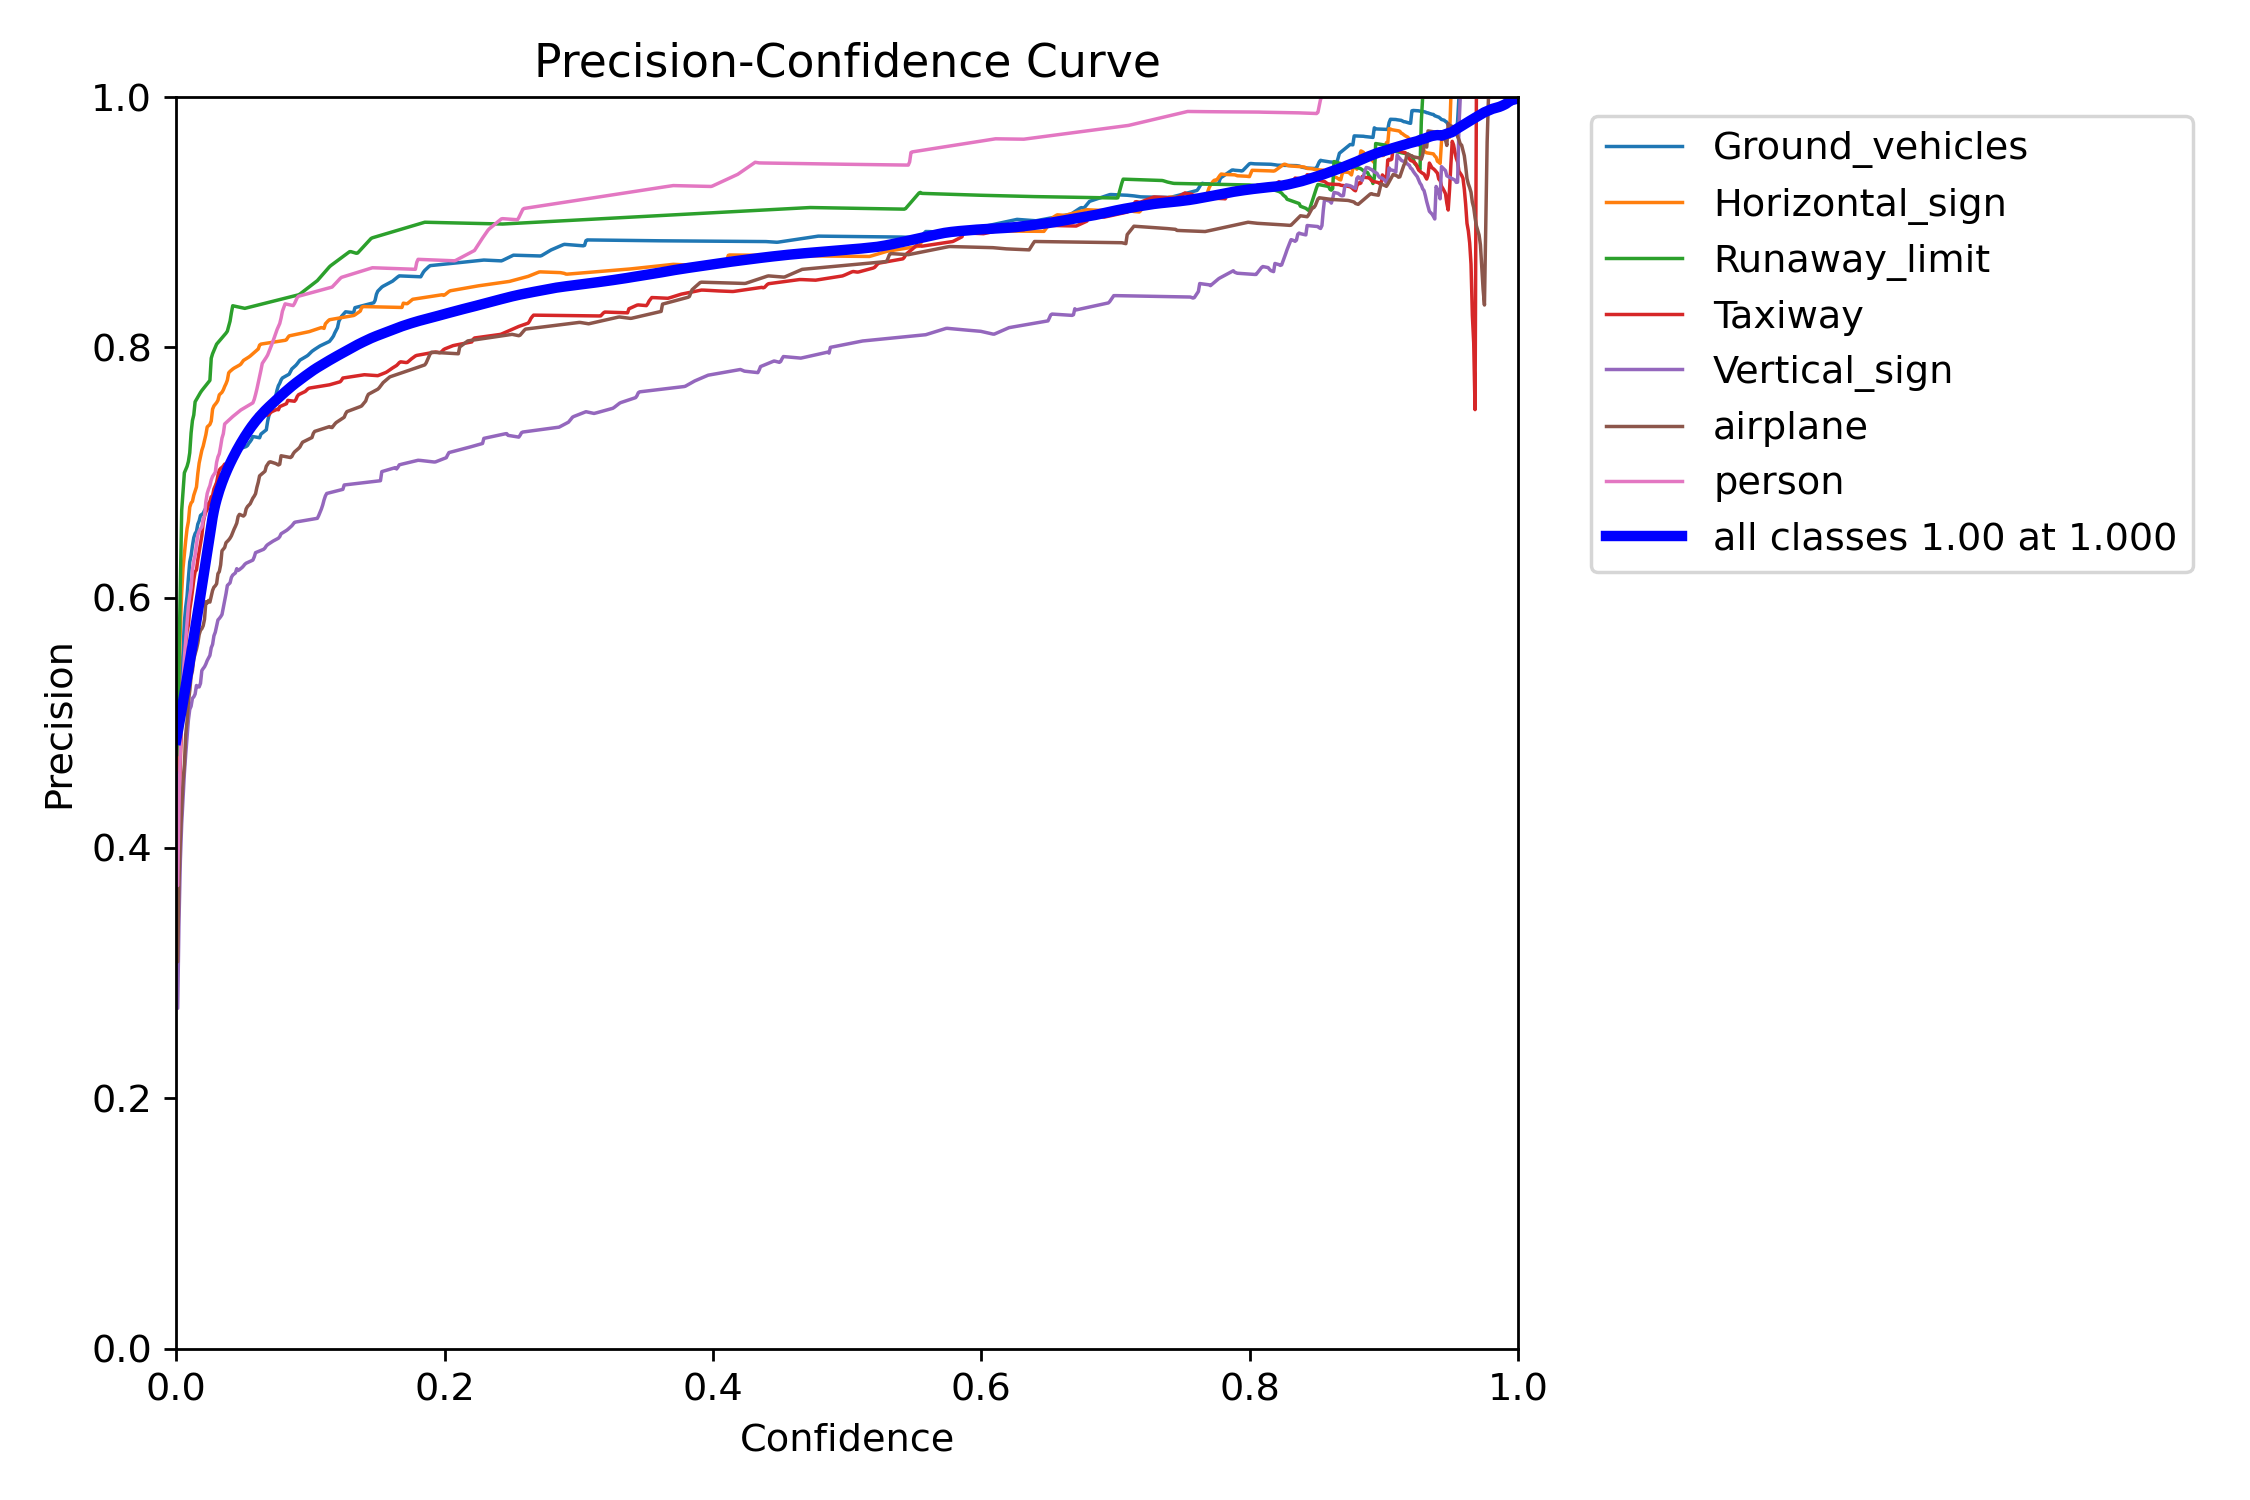 Precision-Confidence Curve
1.0
0.8
0.6
0.4
0.2
0.0
Precision
0.0 0.2 0.4 0.6 0.8 1.0
Confidence
Ground_vehicles
Horizontal_sign
Runaway_limit
Taxiway
Vertical_sign
airplane
person
all classes 1.00 at 1.000